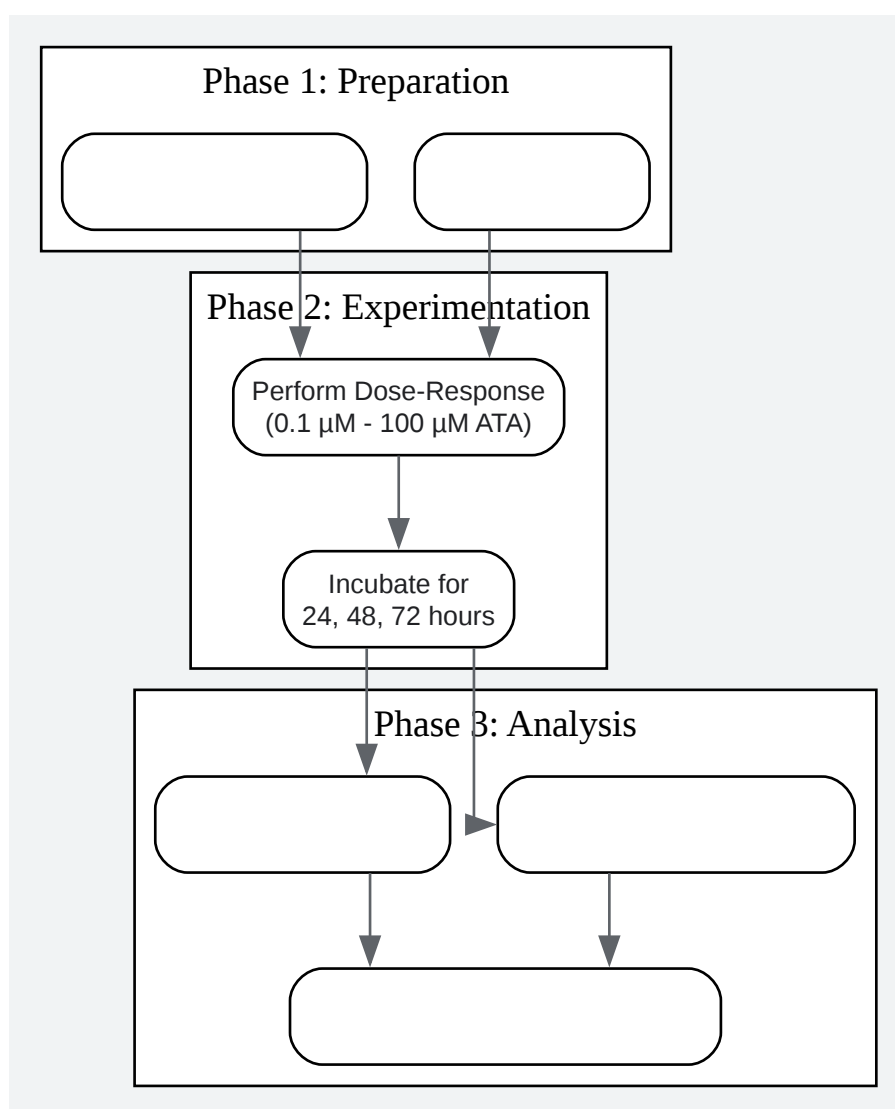 Phase 1: Preparation
Phase 2: Experimentation
Perform Dose-Response
(0.1 µM - 100 µM ATA)
Incubate for
24, 48, 72 hours
Phase 3: Analysis